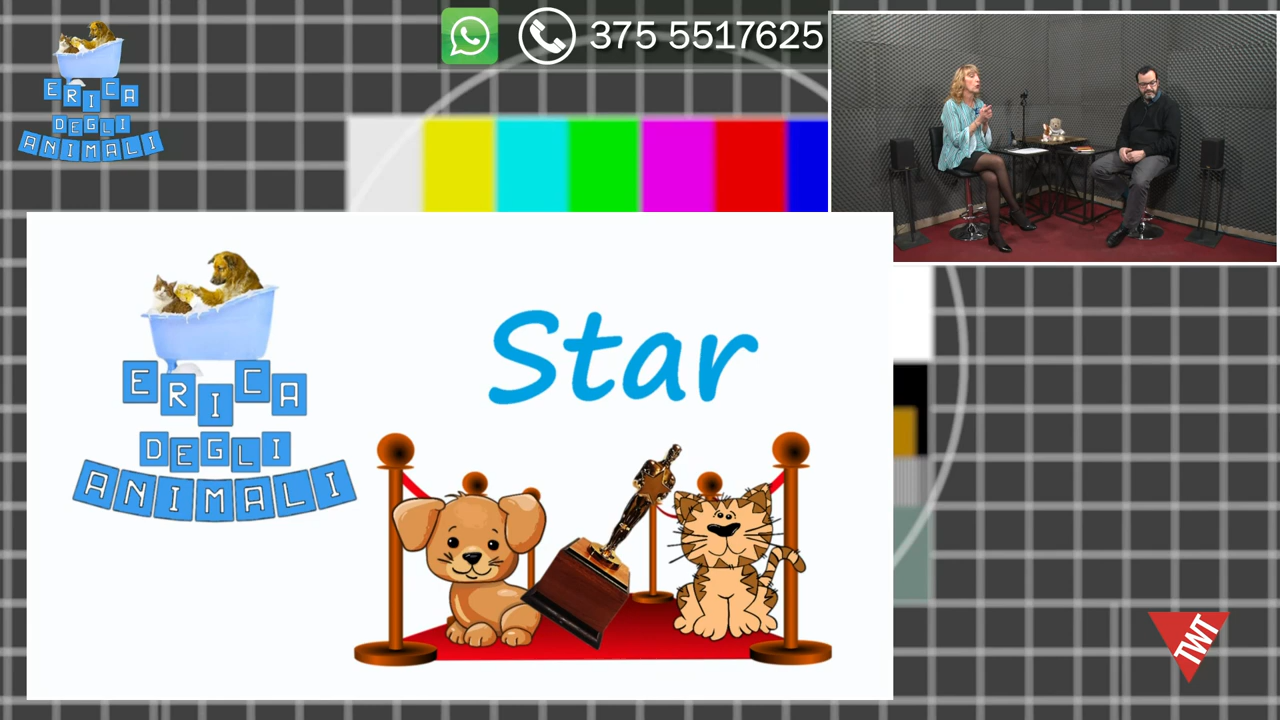 375 5517625
ERICA
DEGLI
ANIMALI
ERICA
DEGLI
ANIMALI
Star
TWT